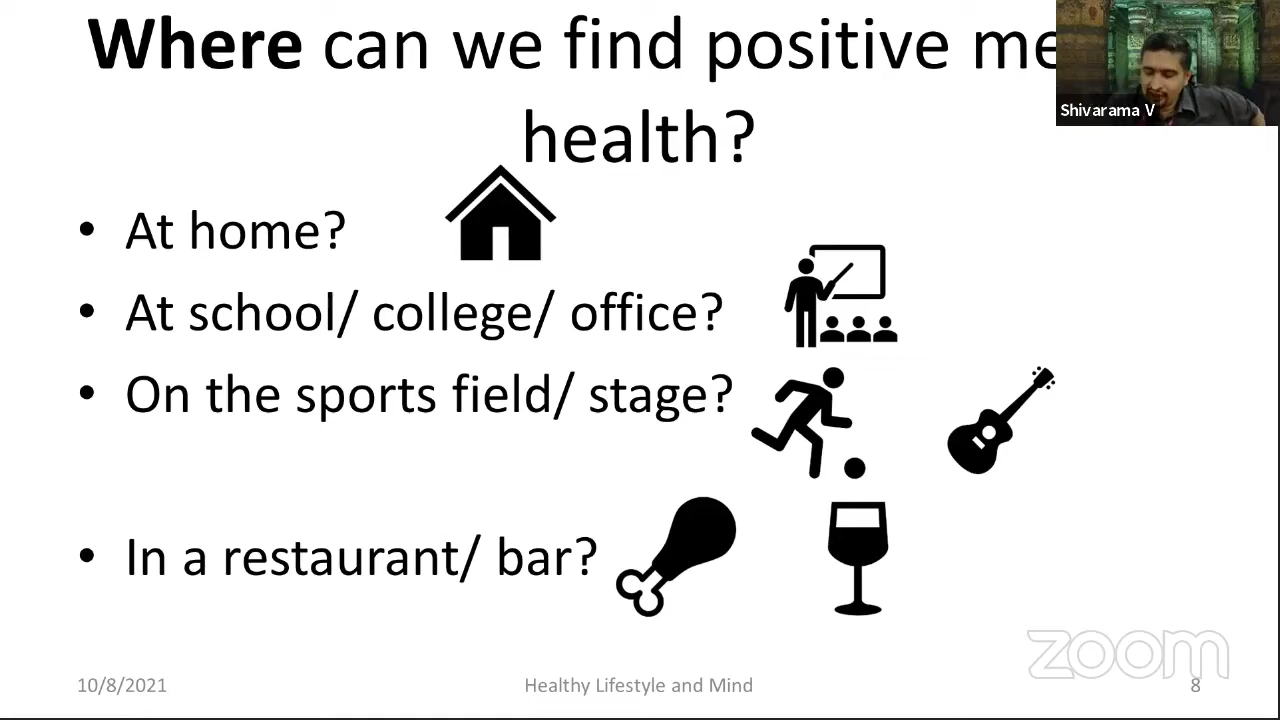 Where can we find positive me
health?
Shivarama V
• At home?
• At school/ college/ office?
• On the sports field/ stage?
• In a restaurant/ bar?
zoom
10/8/2021
Healthy Lifestyle and Mind
8